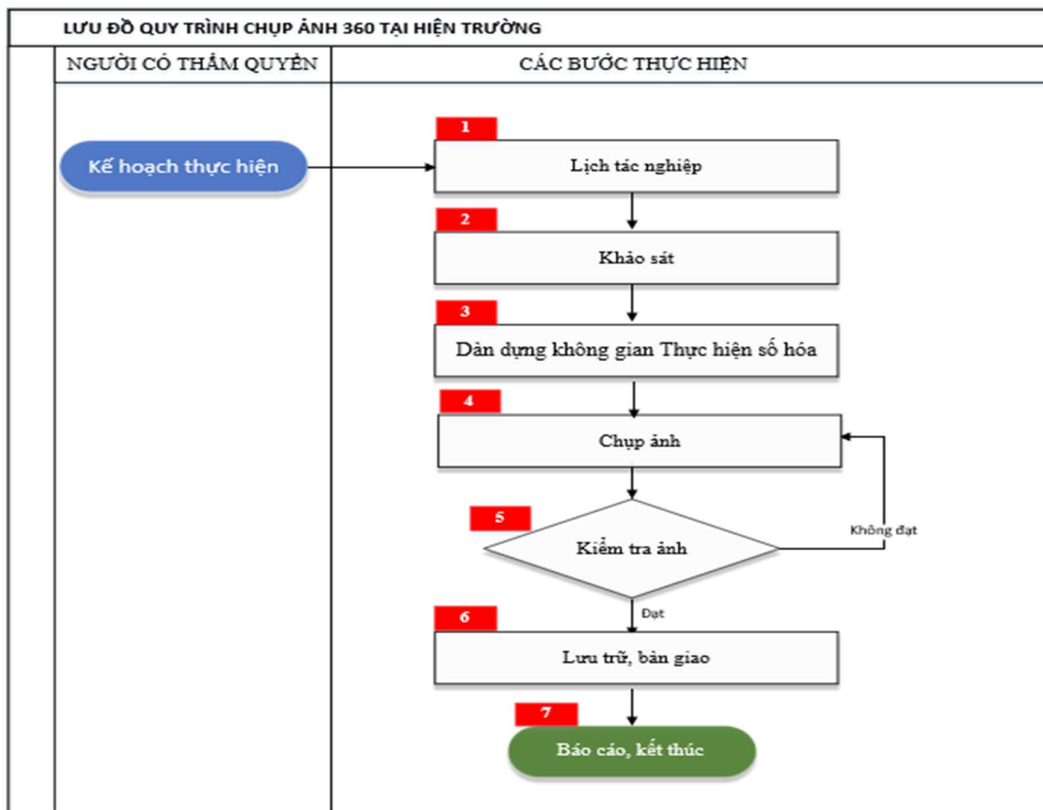 LƯU ĐỒ QUY TRÌNH CHỤP ẢNH 360 TẠI HIỆN TRƯỜNG
NGƯỜI CÓ THẨM QUYỀN
CÁC BƯỚC THỰC HIỆN
Kế hoạch thực hiện
1
Lịch tác nghiệp
2
Khảo sát
3
Dàn dựng không gian Thực hiện số hóa
4
Chụp ảnh
5
Kiểm tra ảnh
Không đạt
Đạt
6
Lưu trữ, bàn giao
7
Báo cáo, kết thúc